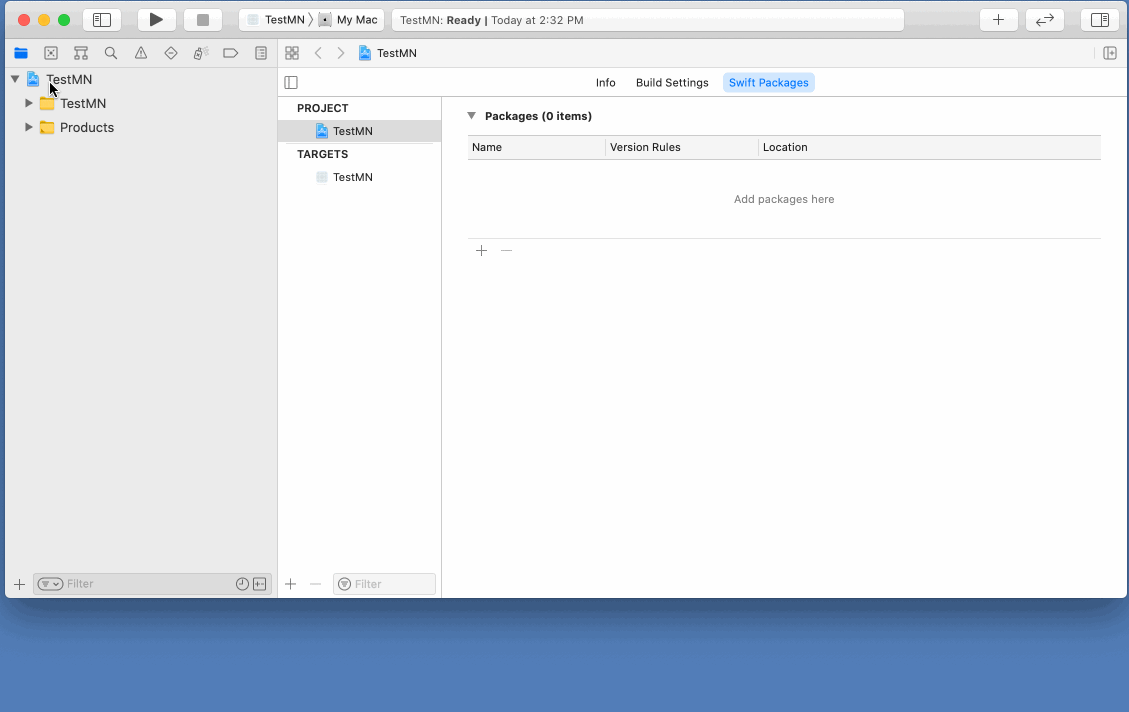 TestMN 〉 My Mac
TestMN: Ready | Today at 2:32 PM
TestMN
TestMN
TestMN
Products
Filter
Info Build Settings Swift Packages
PROJECT
TestMN
TARGETS
TestMN
Filter
Packages (0 items)
Name Version Rules Location
Add packages here